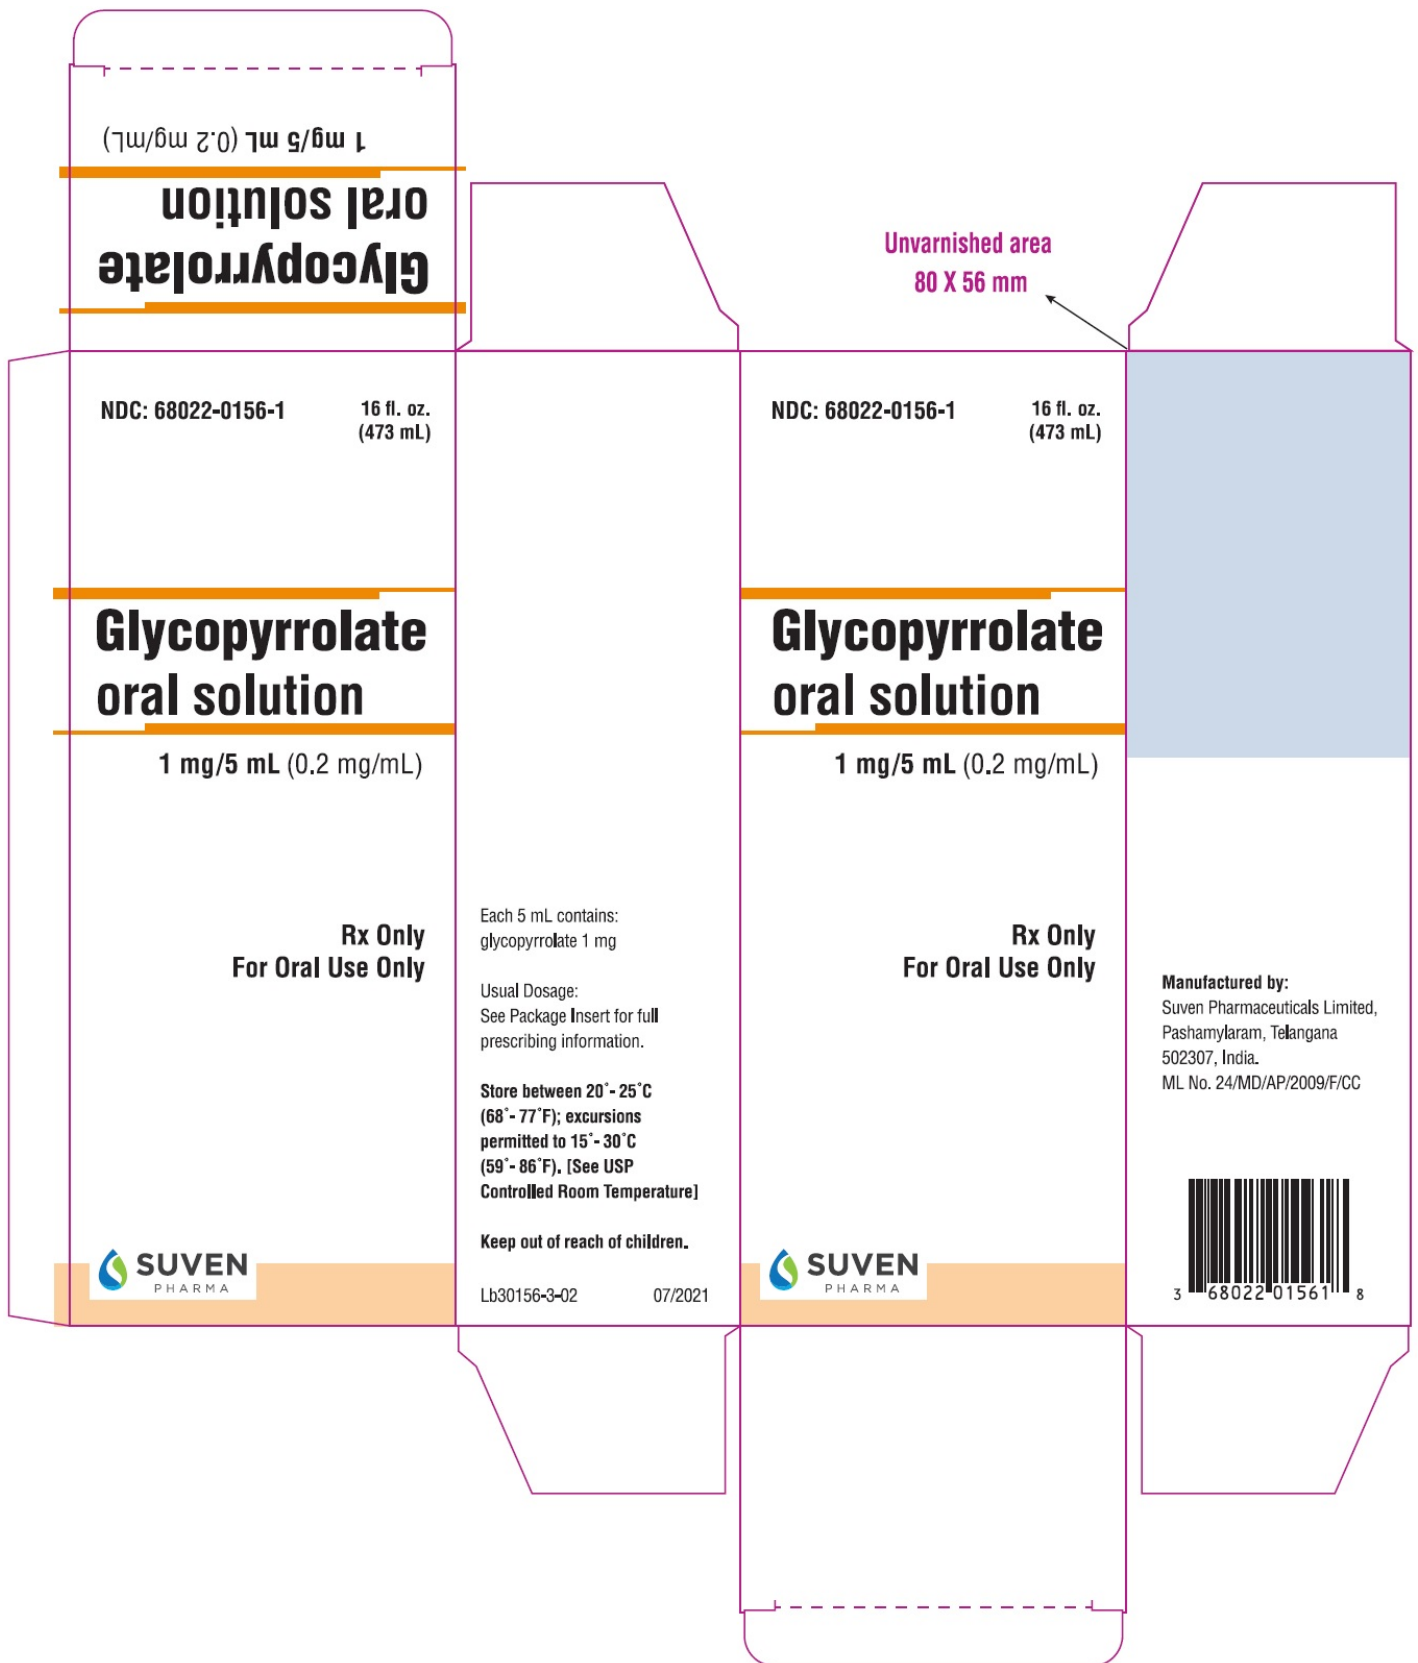 1 mg/5 mL (0.2 mg/mL)
oral solution
Glycopyrrolate
Unvarnished area
80 X 56 mm
NDC: 68022-0156-1
16 fl. oz.
(473 mL)
Glycopyrrolate
oral solution
1 mg/5 mL (0.2 mg/mL)
Rx Only
For Oral Use Only
SUVEN
PHARMA
Each 5 mL contains:
glycopyrrolate 1 mg
Usual Dosage:
See Package Insert for full
prescribing information.
Store between 20˚- 25˚C
(68˚- 77˚F); excursions
permitted to 15˚- 30˚C
(59˚- 86˚F). [See USP
Controlled Room Temperature]
Keep out of reach of children.
Lb30156-3-02 07/2021
NDC: 68022-0156-1
16 fl. oz.
(473 mL)
Glycopyrrolate
oral solution
1 mg/5 mL (0.2 mg/mL)
Rx Only
For Oral Use Only
SUVEN
PHARMA
Manufactured by:
Suven Pharmaceuticals Limited,
Pashamylaram, Telangana
502307, India.
ML No. 24/MD/AP/2009/F/CC
3 68022 01561 8